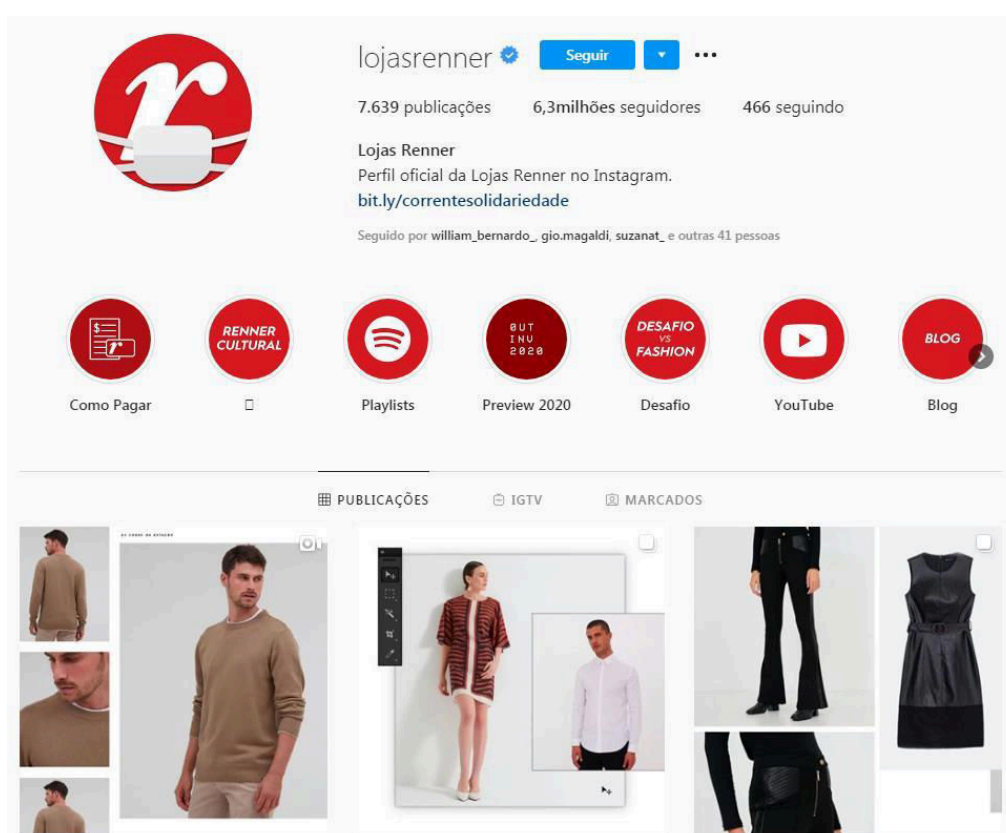 lojasrenner Seguir
7.639 publicações 6,3milhões seguidores 466 seguindo
Lojas Renner
Perfil oficial da Lojas Renner no Instagram.
bit.ly/correntesolidariedade
Seguido por william_bernardo_, gio.magaldi, suzanat_ e outras 41 pessoas
r
$
r
RENNER
CULTURAL
OUT
INV
2020
DESAFIO
VS
FASHION
BLOG
Como Pagar Playlists Preview 2020 Desafio YouTube Blog
PUBLICAÇÕES IGTV MARCADOS